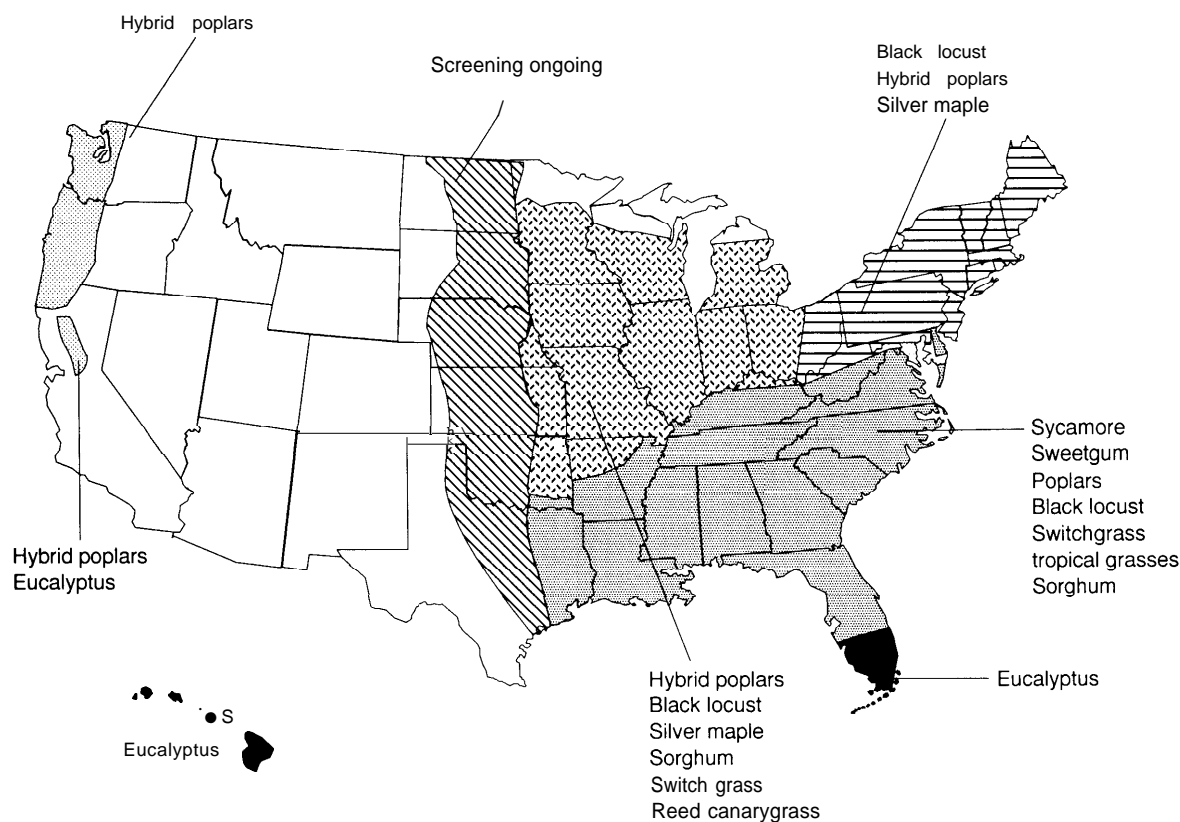 Hybrid poplars
Screening ongoing
Black locust
Hybrid poplars
Silver maple
Sycamore
Sweetgum
Poplars
Black locust
Switchgrass
tropical grasses
Sorghum
Hybrid poplars
Eucalyptus
Hybrid poplars
Black locust
Silver maple
Sorghum
Switch grass
Reed canarygrass
Eucalyptus
S
Eucalyptus